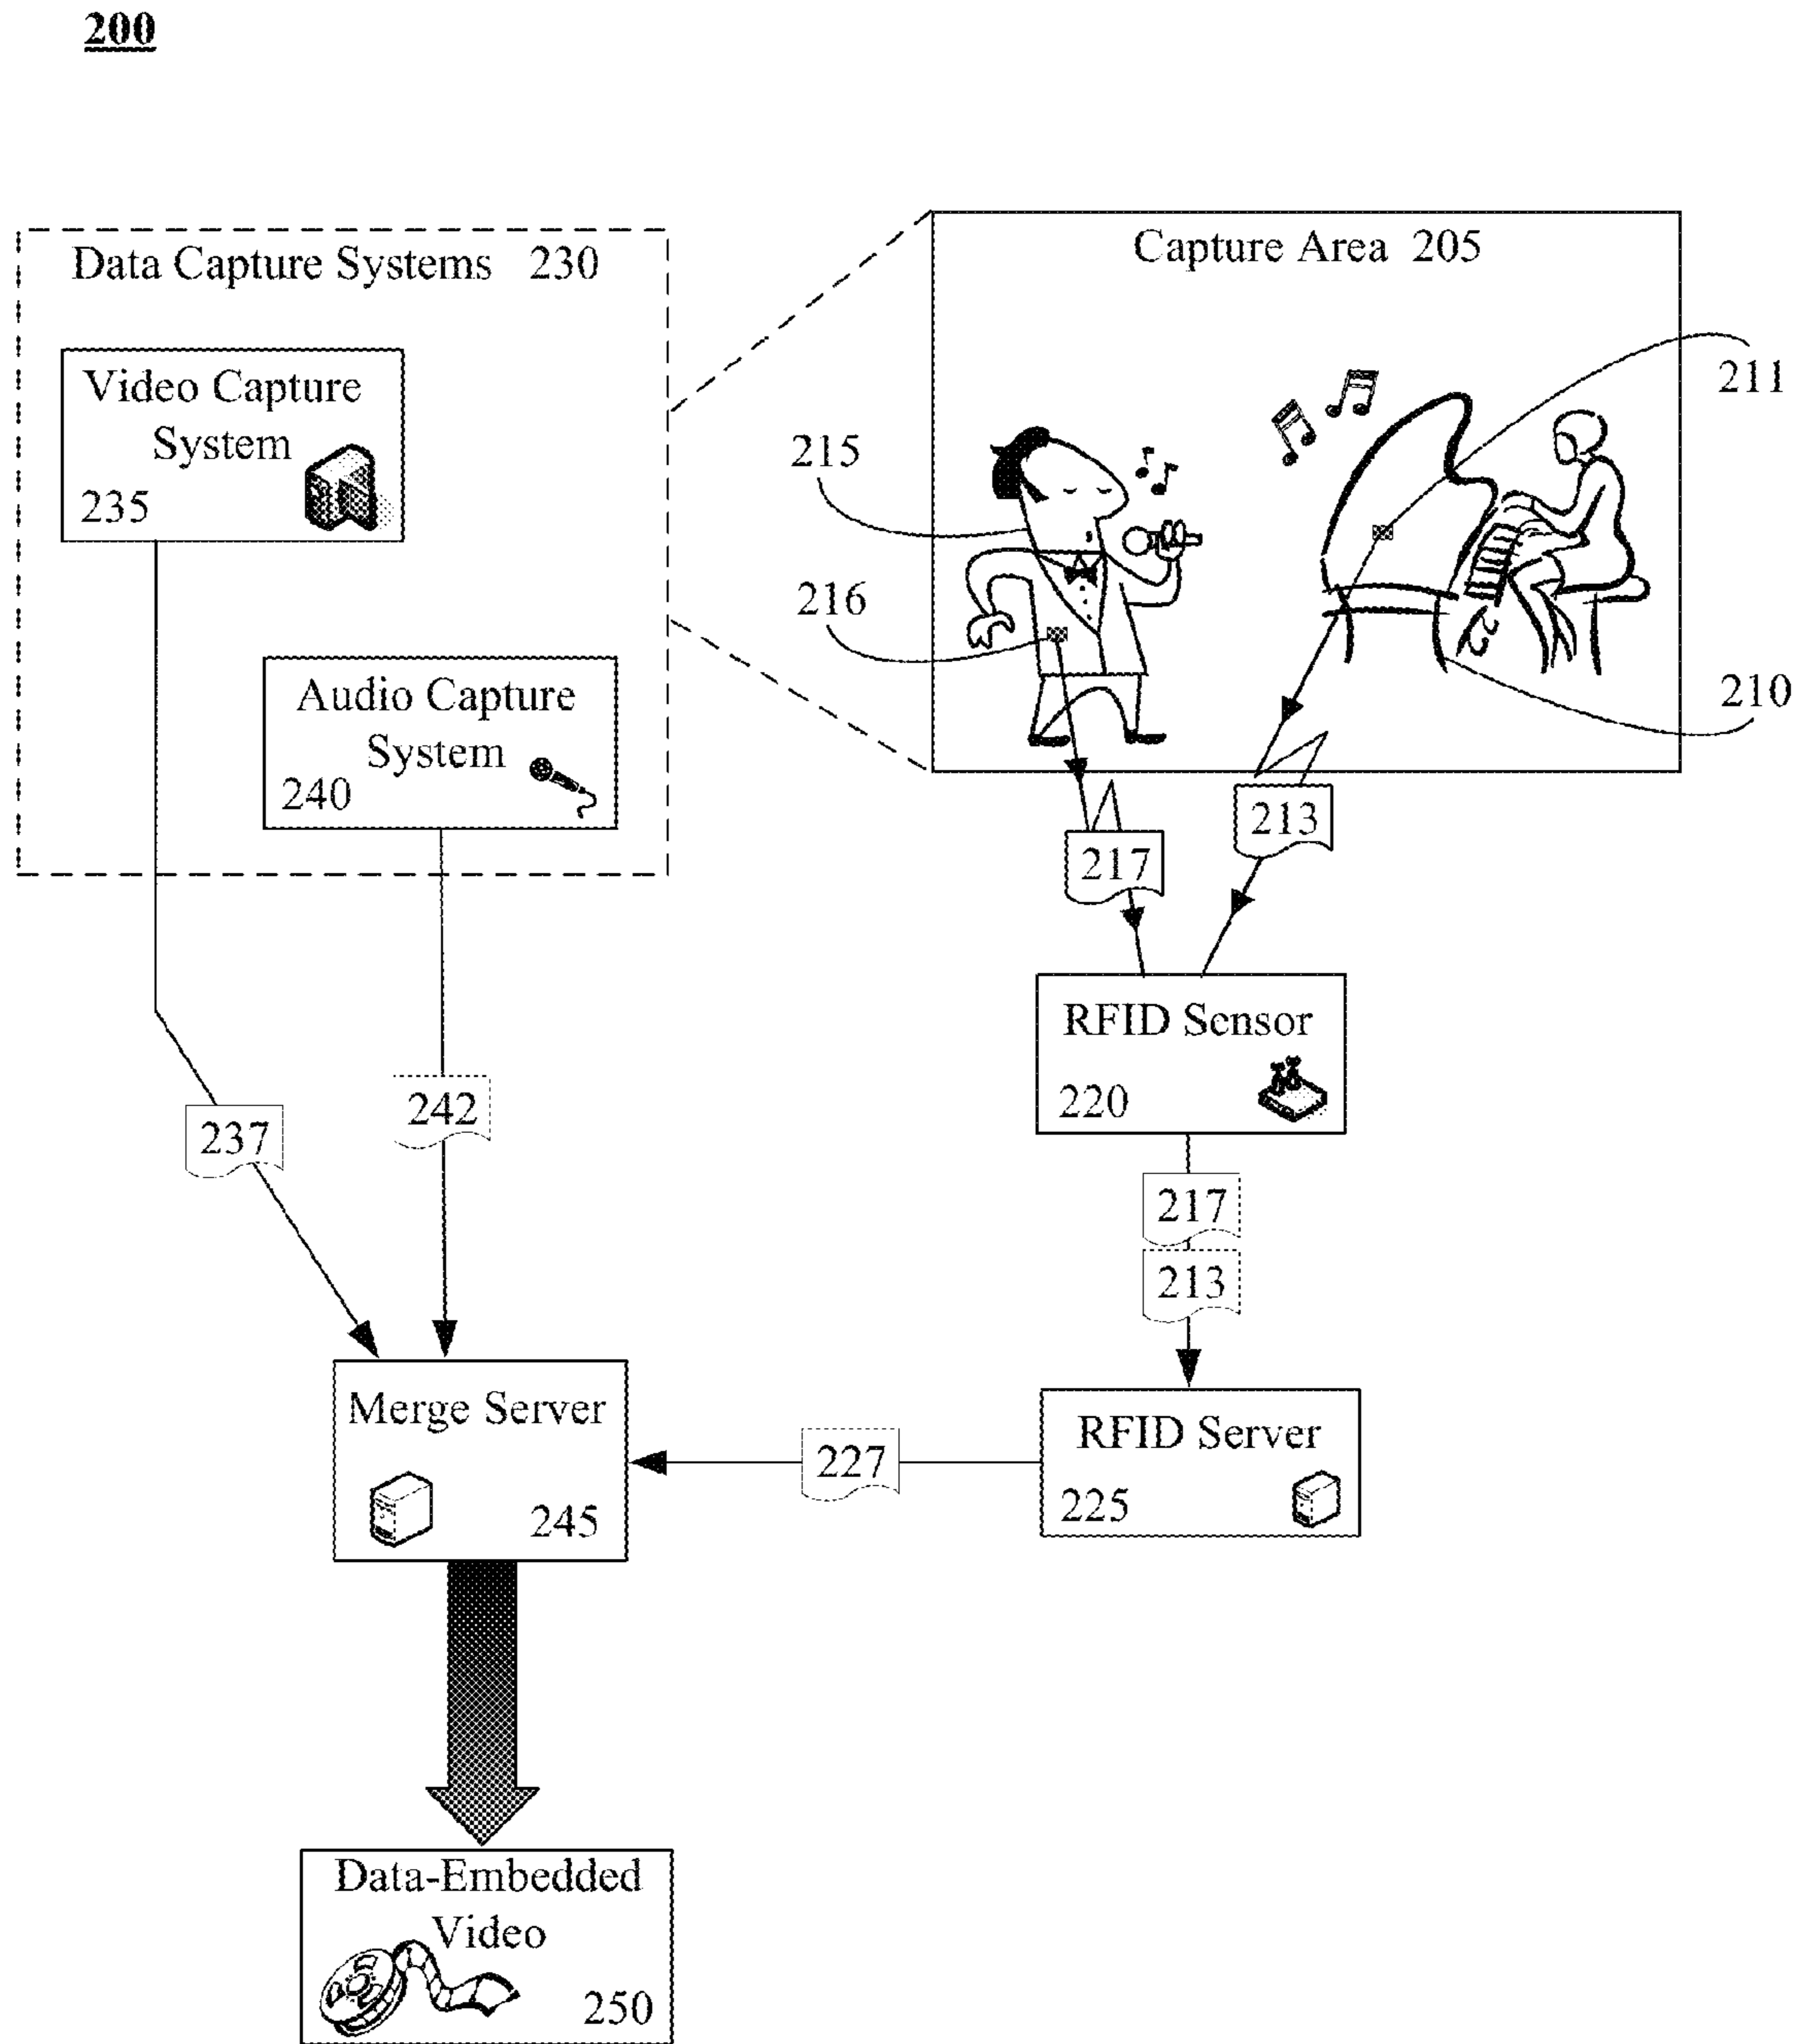 200
Data Capture Systems 230
Video Capture
System
235
Audio Capture
System
240
Capture Area 205
211
215
216
210
217
213
RFID Sensor
220
237
242
217
213
Merge Server
245
227
RFID Server
225
Data-Embedded
Video
250